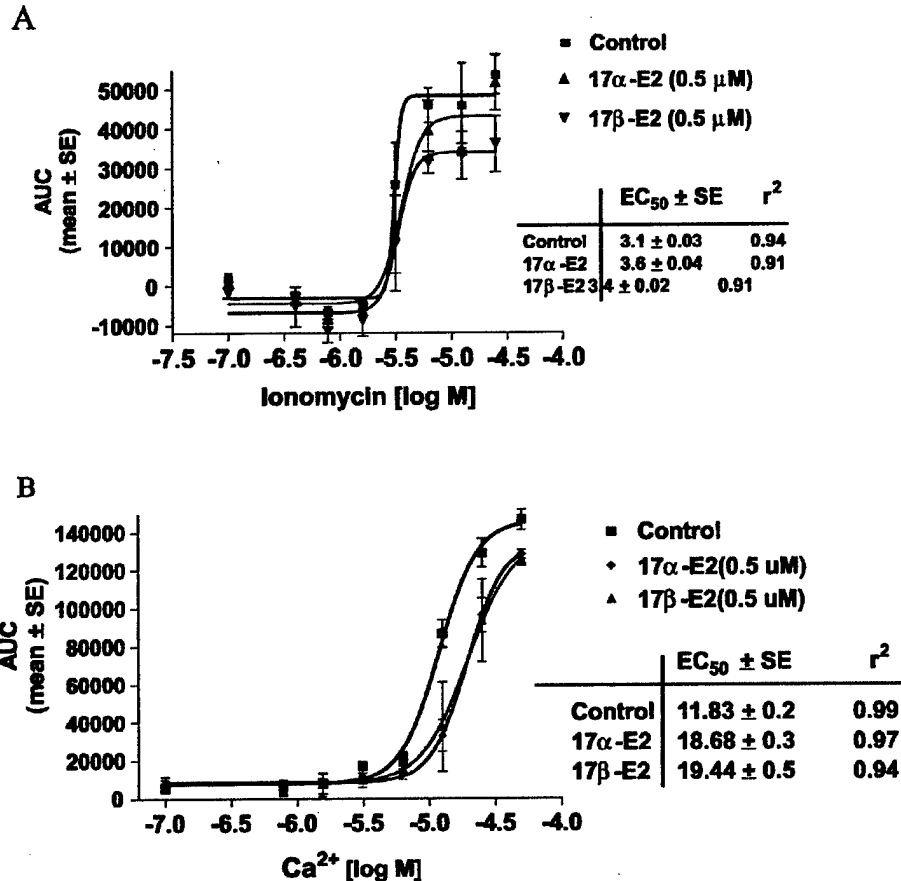 A
Control
17α-E2 (0.5 μM)
17β-E2 (0.5 μM)
AUC
(mean ± SE)
50000
40000
30000
20000
10000
0
-10000
-7.5 -7.0 -6.5 -6.0 -5.5 -5.0 -4.5 -4.0
Ionomycin [log M]
EC50 ± SE r2
Control 3.1 ± 0.03 0.94
17α-E2 3.6 ± 0.04 0.91
17β-E2 3.4 ± 0.02 0.91
B
Control
17α-E2(0.5 uM)
17β-E2(0.5 uM)
AUC
(mean ± SE)
140000
120000
100000
80000
60000
40000
20000
0
-7.0 -6.5 -6.0 -5.5 -5.0 -4.5 -4.0
Ca2+ [log M]
EC50 ± SE r2
Control 11.83 ± 0.2 0.99
17α-E2 18.68 ± 0.3 0.97
17β-E2 19.44 ± 0.5 0.94